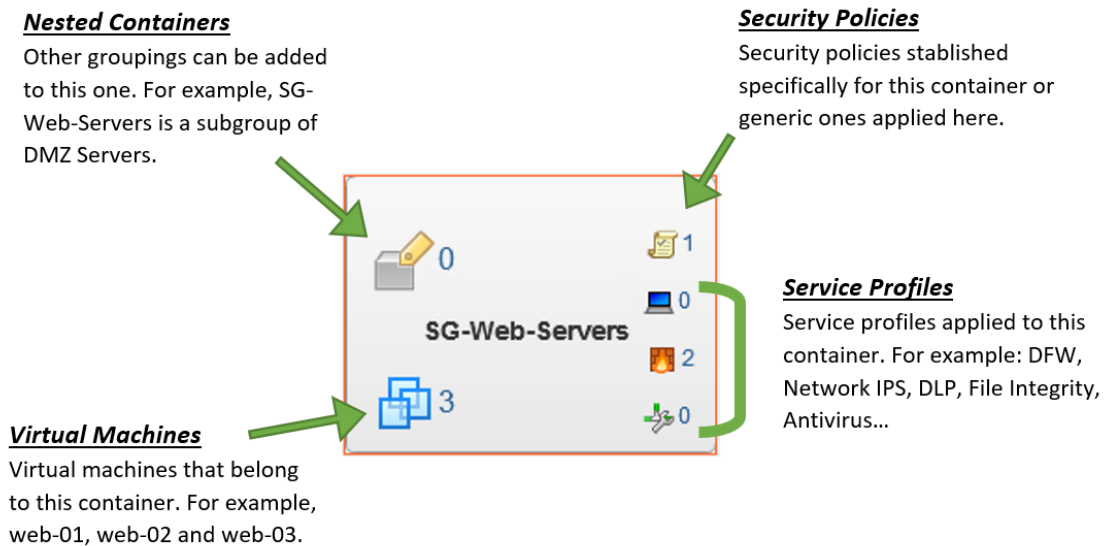 Nested Containers
Other groupings can be added
to this one. For example, SG-
Web-Servers is a subgroup of
DMZ Servers.
Security Policies
Security policies stablished
specifically for this container or
generic ones applied here.
0
1
0
SG-Web-Servers
2
3
0
Service Profiles
Service profiles applied to this
container. For example: DFW,
Network IPS, DLP, File Integrity,
Antivirus...
Virtual Machines
Virtual machines that belong
to this container. For example,
web-01, web-02 and web-03.